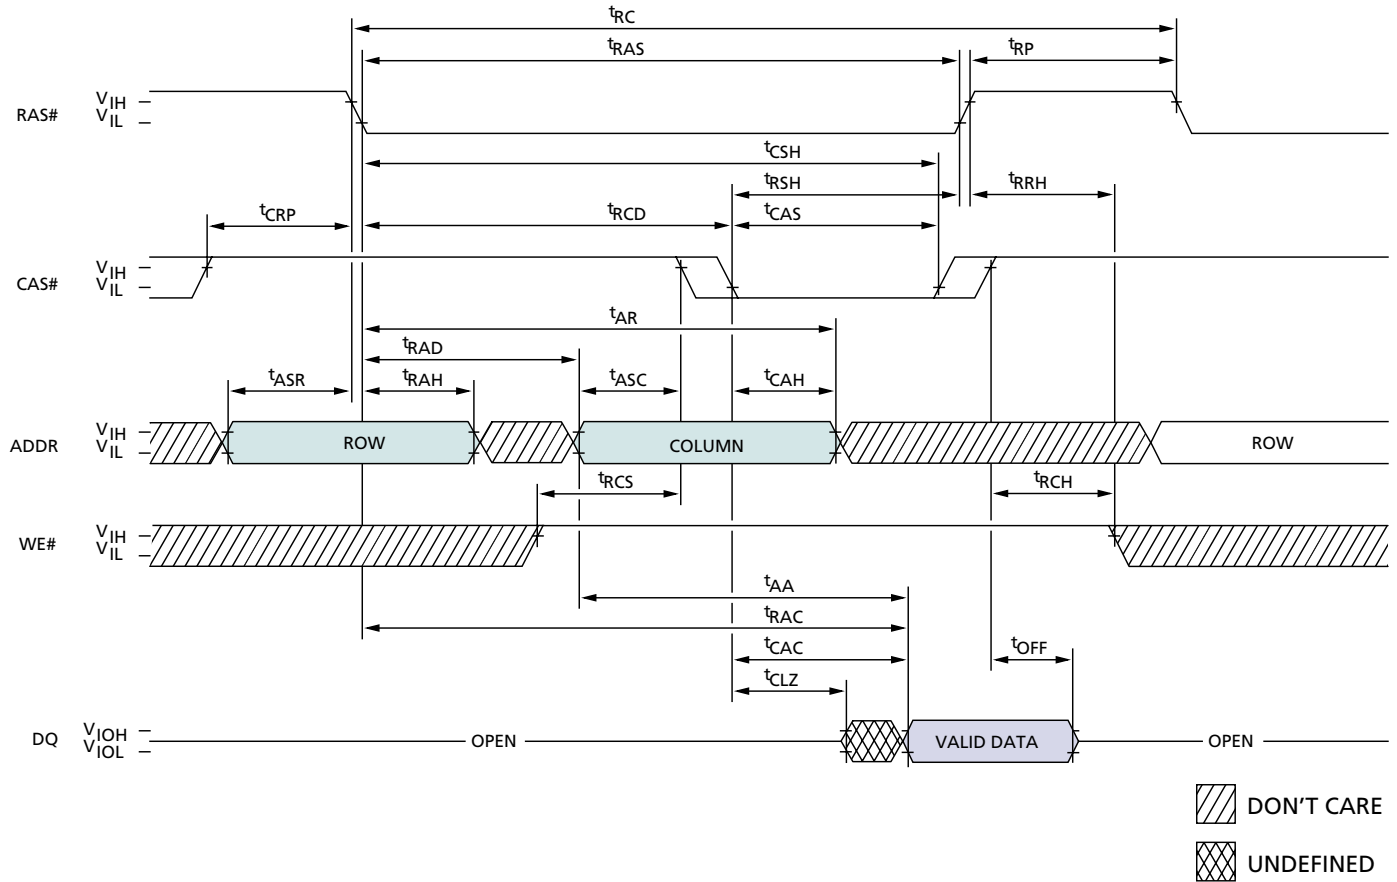 tRC
tRAS
tRP
RAS#
VIH
VIL
tCSH
tRSH
tRRH
tCRP
tRCD
tCAS
CAS#
VIH
VIL
tAR
tRAD
tASR
tRAH
tASC
tCAH
ADDR
VIH
VIL
ROW
COLUMN
ROW
tRCS
tRCH
WE#
VIH
VIL
tAA
tRAC
tCAC
tOFF
tCLZ
DQ
VIOH
VIOL
OPEN
VALID DATA
OPEN
DON'T CARE
UNDEFINED